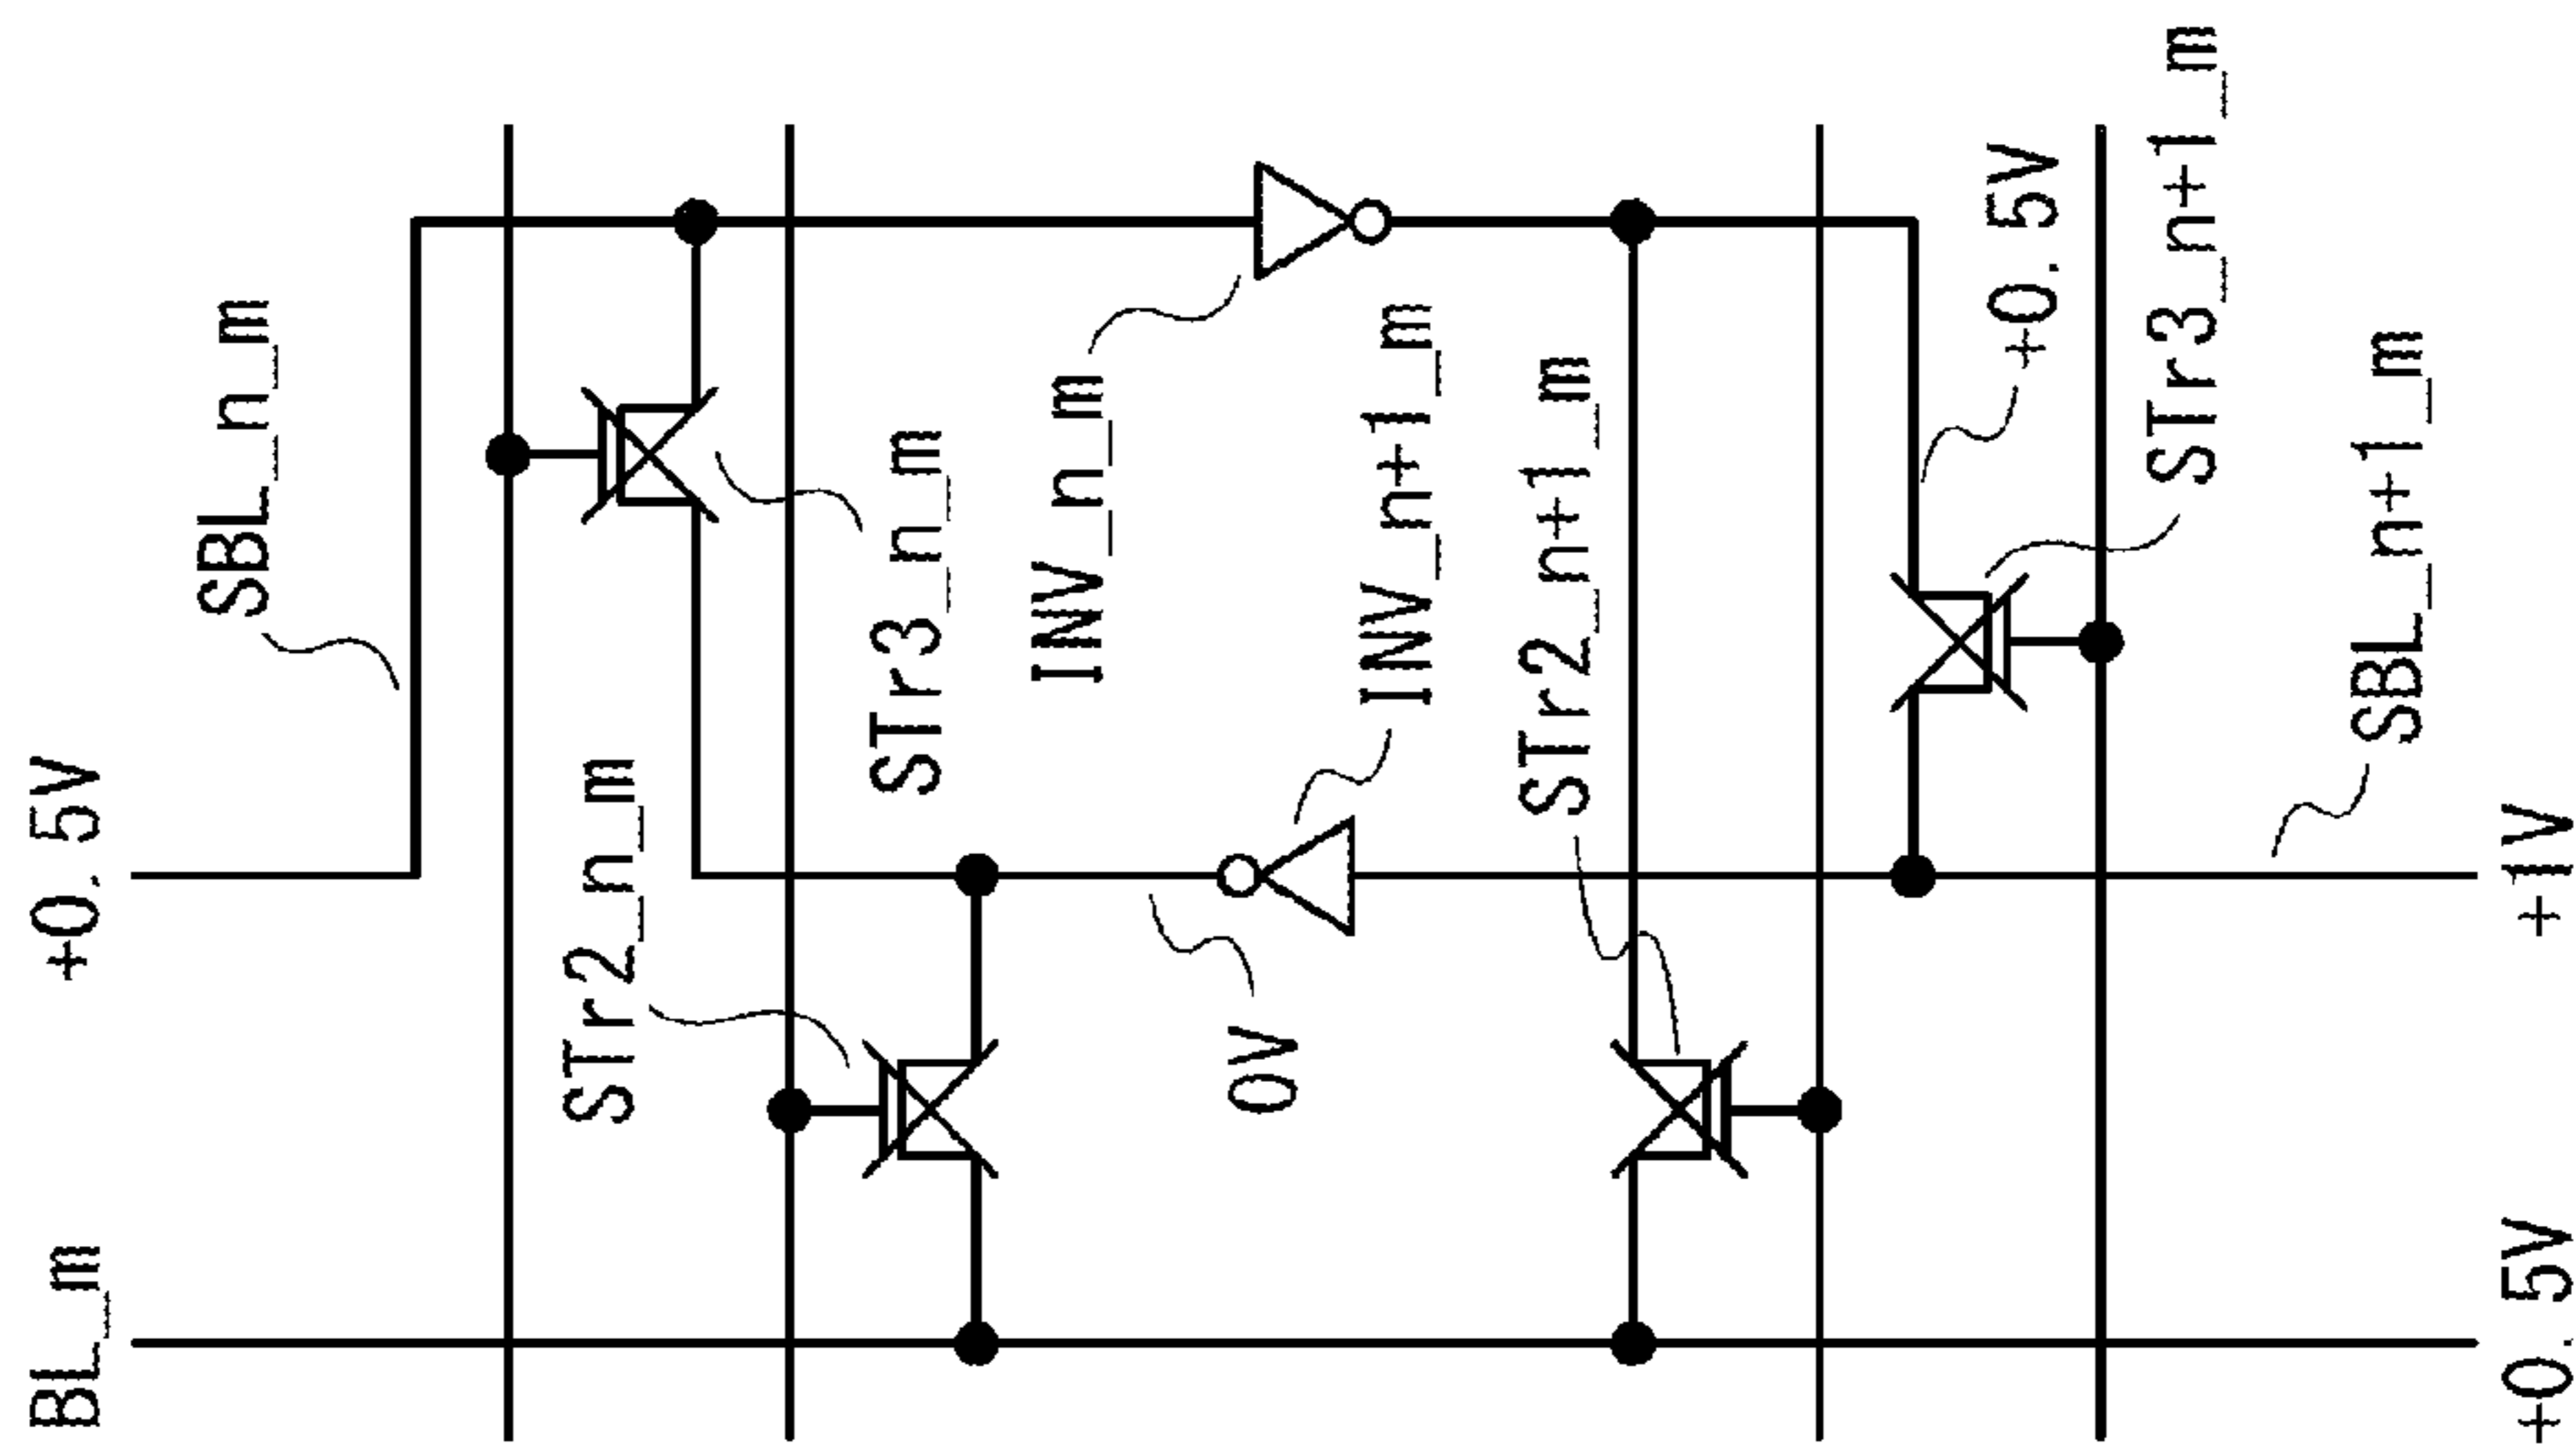 BL_m
+0.5V
SBL_n_m
STr2_n_m
STr3_n_m
INV_n_m
0V
INV_n+1_m
STr2_n+1_m
+0.5V
STr3_n+1_m
SBL_n+1_m
+0.5V
+1V